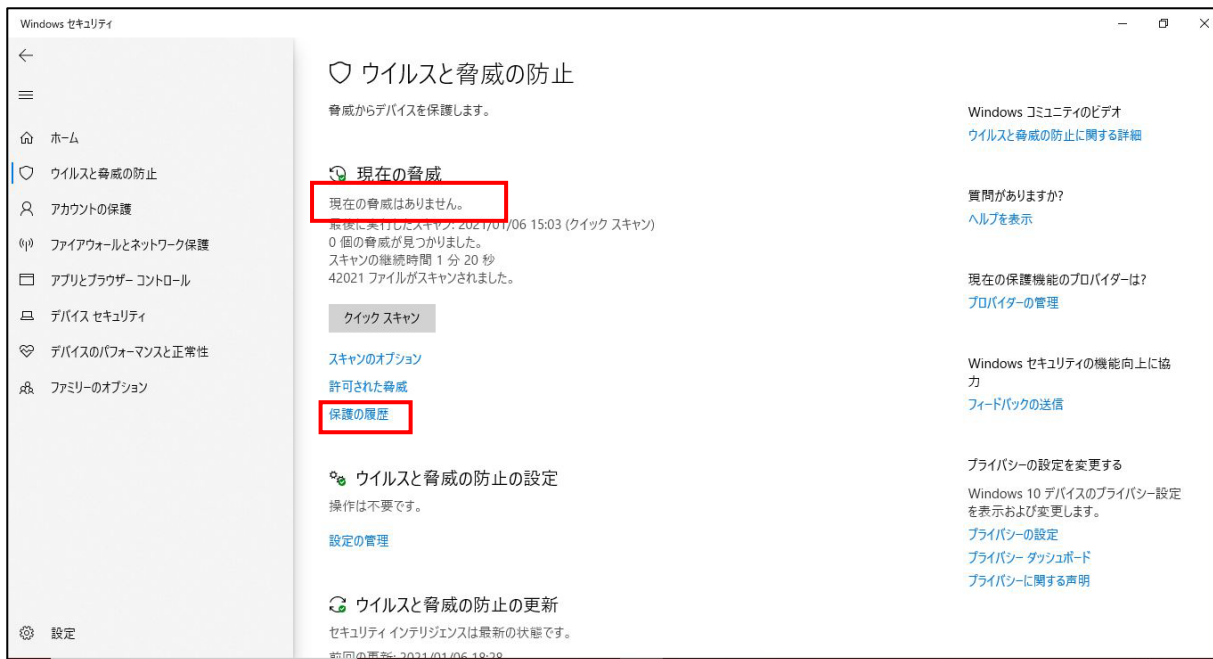 Windows セキュリティ
ホーム
ウイルスと脅威の防止
アカウントの保護
ファイアウォールとネットワーク保護
アプリとブラウザー コントロール
デバイス セキュリティ
デバイスのパフォーマンスと正常性
ファミリーのオプション
設定
ウイルスと脅威の防止
脅威からデバイスを保護します。
現在の脅威
現在の脅威はありません。
最後に実行したスキャン: 2021/01/06 15:03 (クイック スキャン)
0 個の脅威が見つかりました。
スキャンの継続時間 1 分 20 秒
42021 ファイルがスキャンされました。
クイック スキャン
スキャンのオプション
許可された脅威
保護の履歴
ウイルスと脅威の防止の設定
操作は不要です。
設定の管理
ウイルスと脅威の防止の更新
セキュリティ インテリジェンスは最新の状態です。
前回の更新: 2021/01/06 18:28
Windows コミュニティのビデオ
ウイルスと脅威の防止に関する詳細
質問がありますか?
ヘルプを表示
現在の保護機能のプロバイダーは?
プロバイダーの管理
Windows セキュリティの機能向上に協
力
フィードバックの送信
プライバシーの設定を変更する
Windows 10 デバイスのプライバシー設定
を表示および変更します。
プライバシーの設定
プライバシー ダッシュボード
プライバシーに関する声明